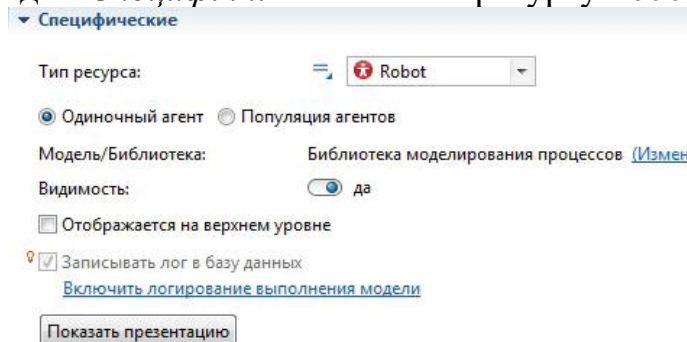 Специфические
Тип ресурса: Robot
Одиночный агент Популяция агентов
Модель/Библиотека: Библиотека моделирования процессов (Измен
Видимость: да
Отображается на верхнем уровне
Записывать лог в базу данных
Включить логирование выполнения модели
Показать презентацию